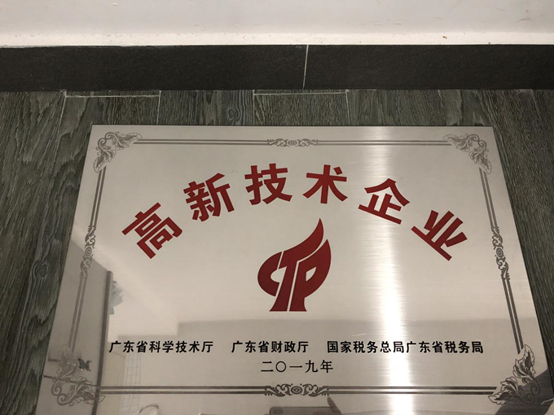 高新技术企业
广东省科学技术厅 广东省财政厅 国家税务总局广东省税务局
二〇一九年